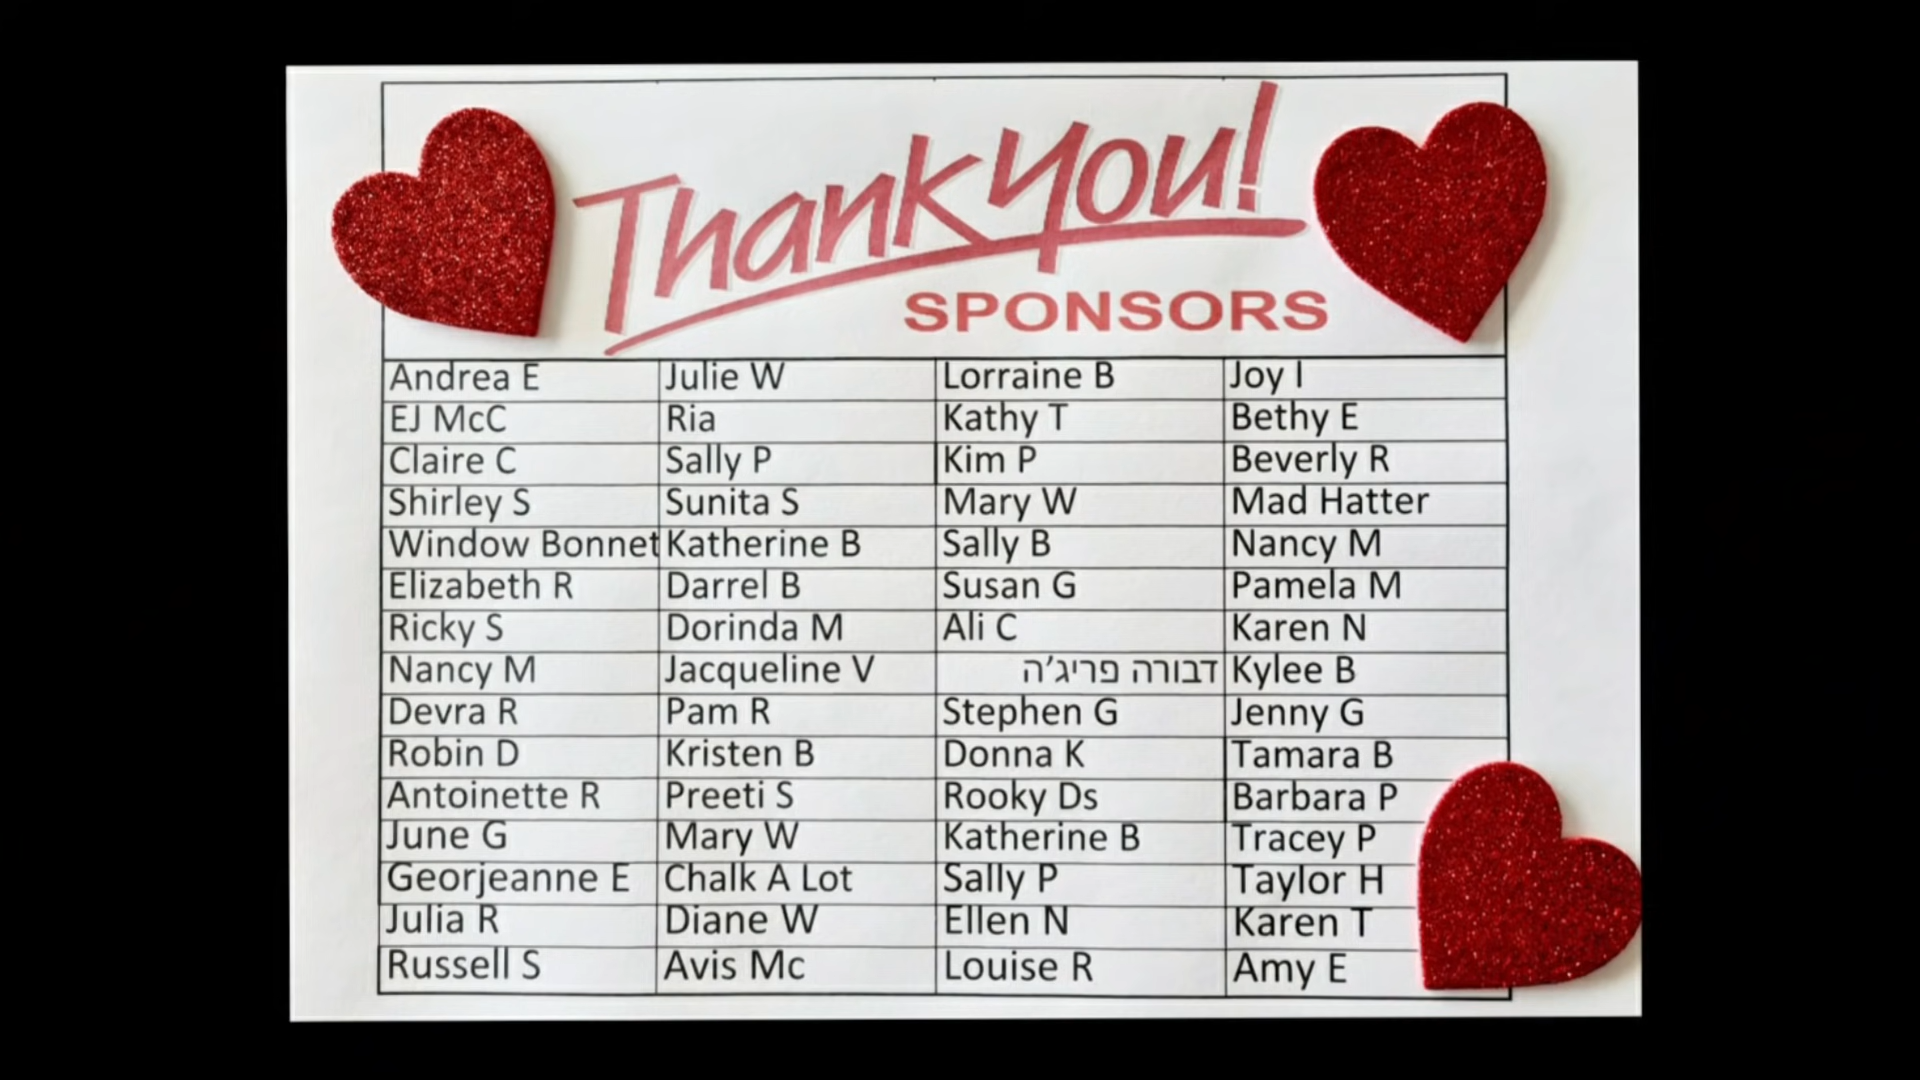 Thank You!
SPONSORS
Andrea E Julie W Lorraine B Joy I
EJ McC Ria Kathy T Bethy E
Claire C Sally P Kim P Beverly R
Shirley S Sunita S Mary W Mad Hatter
Window Bonnet Katherine B Sally B Nancy M
Elizabeth R Darrel B Susan G Pamela M
Ricky S Dorinda M Ali C Karen N
Nancy M Jacqueline V דבורה פריג'ה Kylee B
Devra R Pam R Stephen G Jenny G
Robin D Kristen B Donna K Tamara B
Antoinette R Preeti S Rooky Ds Barbara P
June G Mary W Katherine B Tracey P
Georjeanne E Chalk A Lot Sally P Taylor H
Julia R Diane W Ellen N Karen T
Russell S Avis Mc Louise R Amy E